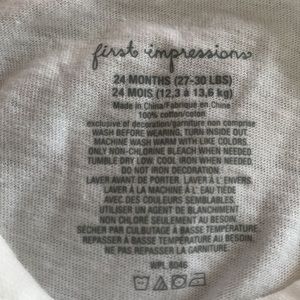 first impressions
24 MONTHS (27-30 LBS)
24 MOIS (12,3 à 13,6 kg)
Made in China/Fabrique en Chine
100% cotton/coton
exclusive of decoration/garniture non comprise
WASH BEFORE WEARING, TURN INSIDE OUT.
MACHINE WASH WARM WITH LIKE COLORS.
ONLY NON-CHLORINE BLEACH WHEN NEEDED.
TUMBLE DRY LOW. COOL IRON WHEN NEEDED.
DO NOT IRON DECORATION.
LAVER AVANT DE PORTER. LAVER À L'ENVERS.
LAVER À LA MACHINE À L'EAU TIÈDE
AVEC DES COULEURS SEMBLABLES.
UTILISER UN AGENT DE BLANCHIMENT
NON CHLORÉ SEULEMENT AU BESOIN.
SÉCHER PAR CULBUTAGE À BASSE TEMPÉRATURE.
REPASSER À BASSE TEMPÉRATURE AU BESOIN.
NE PAS REPASSER LA GARNITURE.
WPL 8046